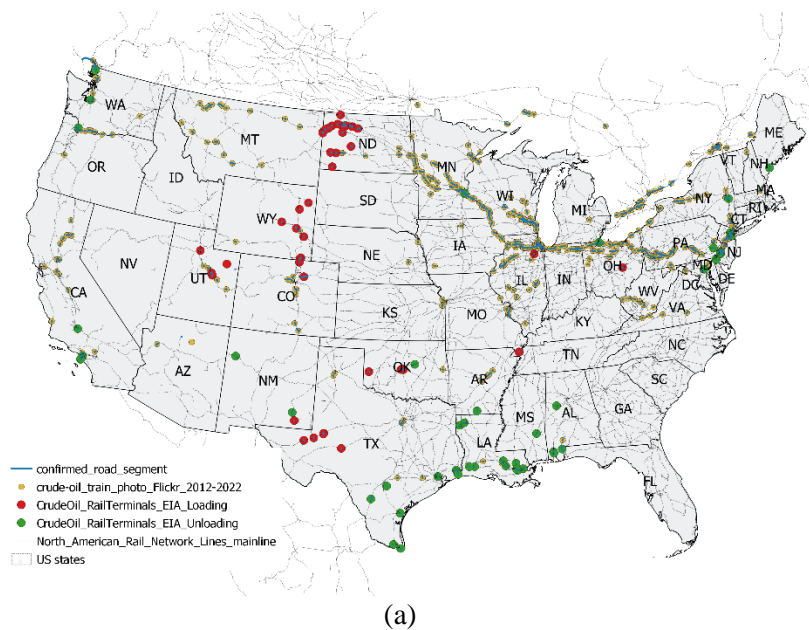 WA
MT
ND
ME
OR
MN
VT
NH
ID
SD
WI
NY
MA
WY
MI
CT
RI
IA
PA
NE
NJ
NV
UT
IL
IN
OH
MD
DE
CA
CO
WV
DC
KS
MO
VA
KY
NC
TN
AZ
NM
OK
AR
SC
MS
AL
GA
TX
LA
FL
confirmed_road_segment
crude-oil_train_photo_Flickr_2012-2022
CrudeOil_RailTerminals_EIA_Loading
CrudeOil_RailTerminals_EIA_Unloading
North_American_Rail_Network_Lines_mainline
US states
(a)